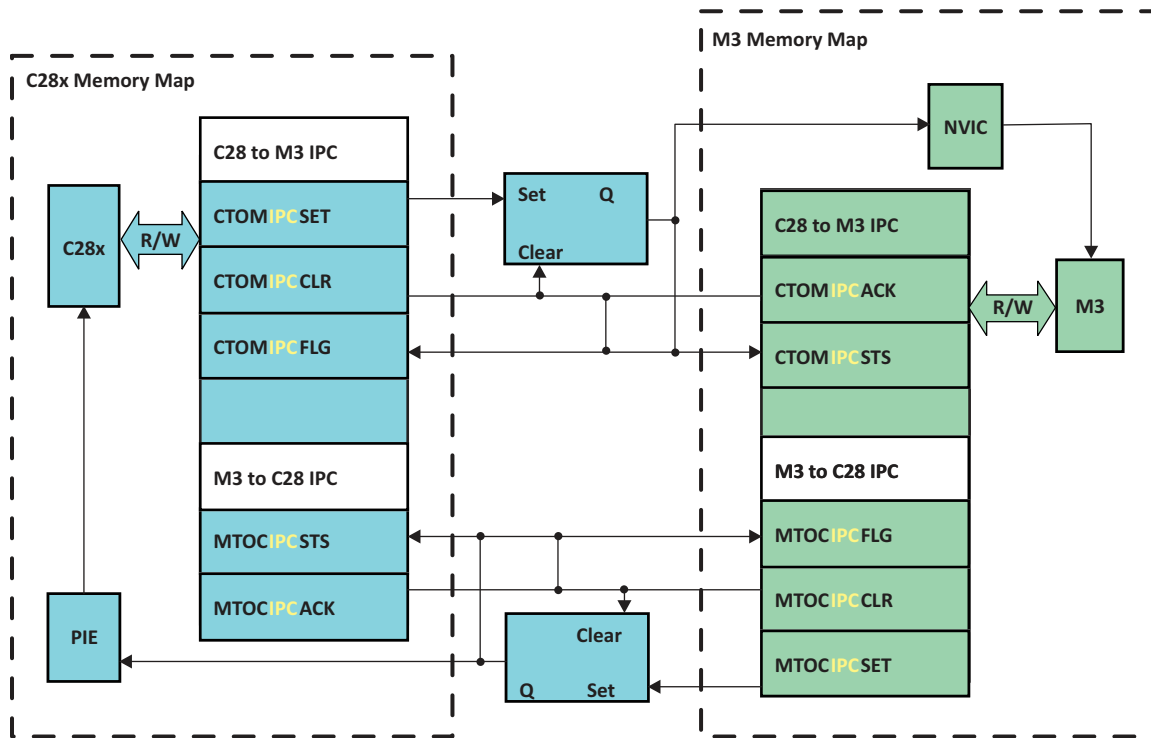 C28x Memory Map
C28 to M3 IPC
CTOMIPCSET
CTOMIPCCLR
CTOMIPCFLG
M3 to C28 IPC
MTOCIPCSTS
MTOCIPCACK
C28x
R/W
PIE
Set Q
Clear
Clear
Q Set
M3 Memory Map
NVIC
C28 to M3 IPC
CTOMIPCACK
CTOMIPCSTS
M3 to C28 IPC
MTOCIPCFLG
MTOCIPCCLR
MTOCIPCSET
R/W
M3